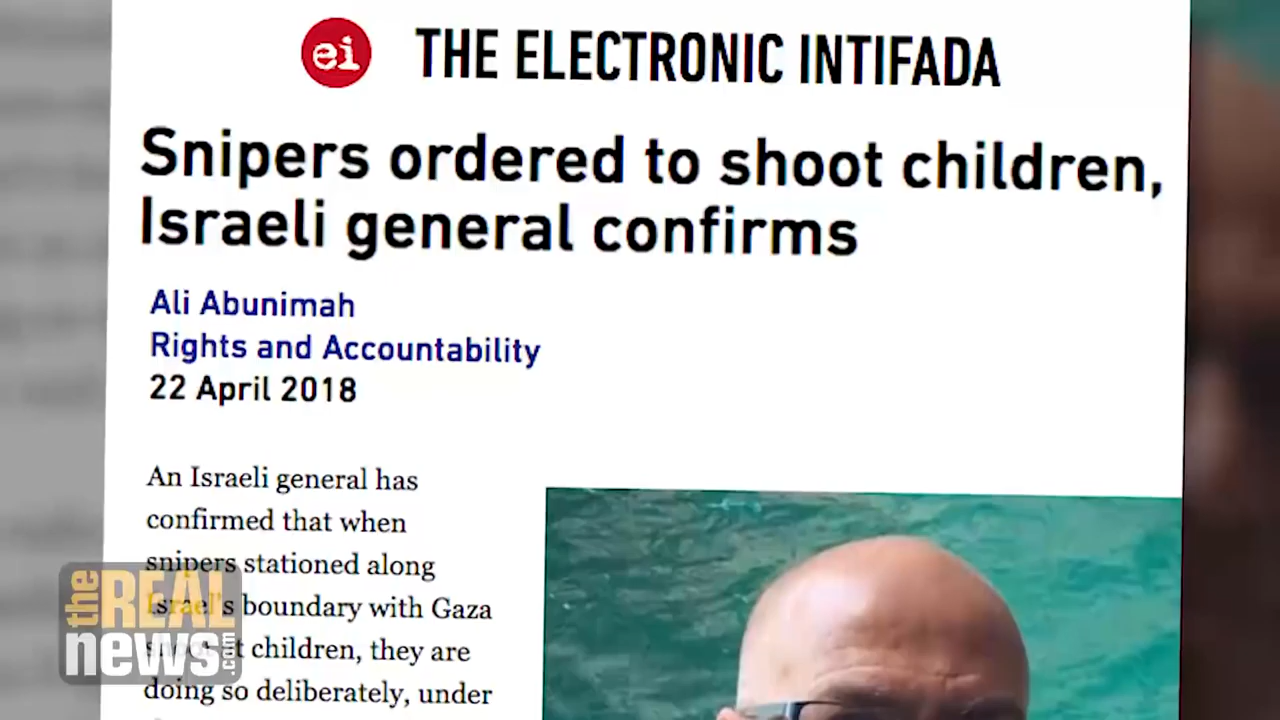 ei THE ELECTRONIC INTIFADA
Snipers ordered to shoot children,
Israeli general confirms
Ali Abunimah
Rights and Accountability
22 April 2018
An Israeli general has
confirmed that when
snipers stationed along
Israel's boundary with Gaza
shoot at children, they are
doing so deliberately, under
the REAL
news.com